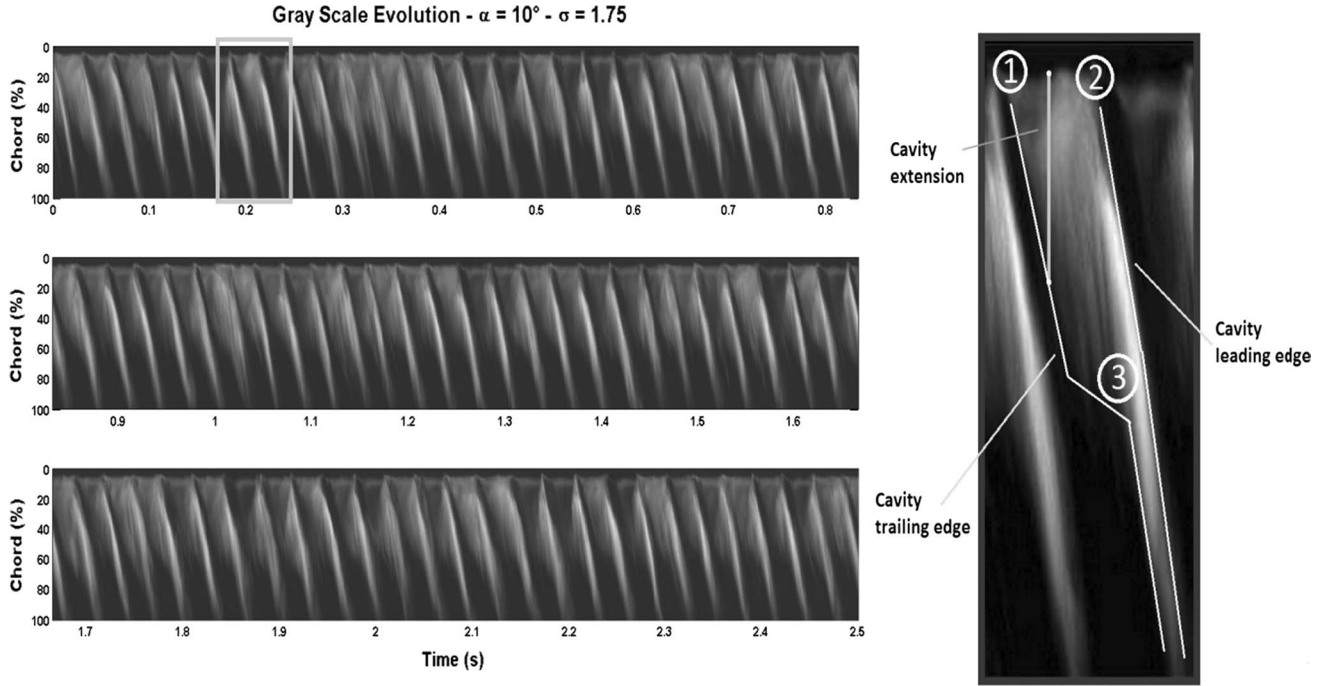 Gray Scale Evolution - α = 10° - σ = 1.75
Chord (%)
0
20
40
60
80
100
0 0.1 0.2 0.3 0.4 0.5 0.6 0.7 0.8
Chord (%)
0
20
40
60
80
100
0.9 1 1.1 1.2 1.3 1.4 1.5 1.6
Chord (%)
0
20
40
60
80
100
1.7 1.8 1.9 2 2.1 2.2 2.3 2.4 2.5
Time (s)
1 2
Cavity
extension
Cavity
leading edge
3
Cavity
trailing edge